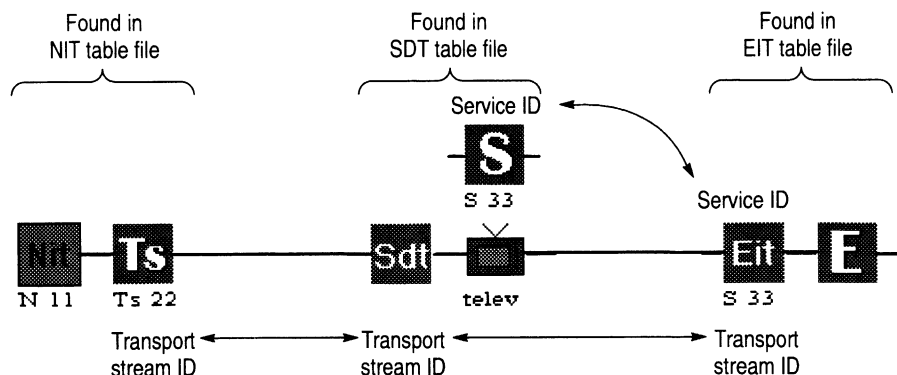 Found in
NIT table file
Found in
SDT table file
Found in
EIT table file
Service ID
S
S 33
Service ID
Nit
Ts
Sdt
Eit
E
N 11
Ts 22
telev
S 33
Transport
stream ID
Transport
stream ID
Transport
stream ID